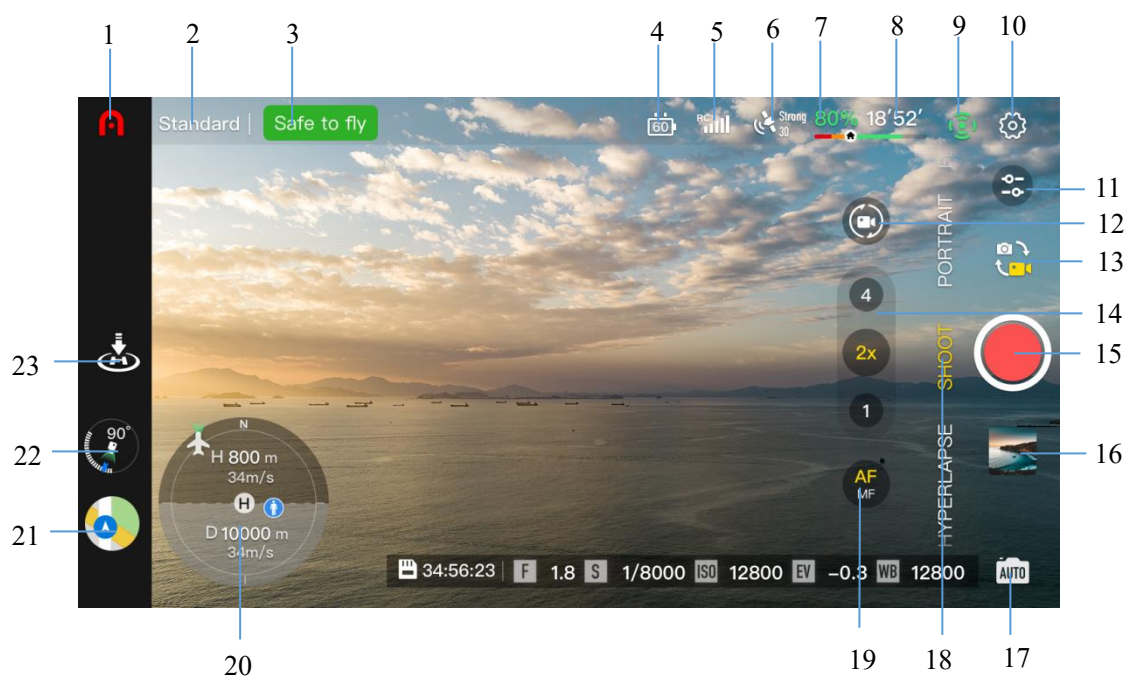 1 2 3 4 5 6 7 8 9 10
Standard | Safe to fly 60 RC Strong 30 80% 18′52′
11
12
PORTRAIT
13
4
14
2x
SHOOT
15
1
16
HYPERLAPSE
AF
MF
23
90°
22
21
N
H 800 m
34m/s
H
D 10000 m
34m/s
34:56:23 F 1.8 S 1/8000 ISO 12800 EV −0.3 WB 12800
AUTO
20 19 18 17